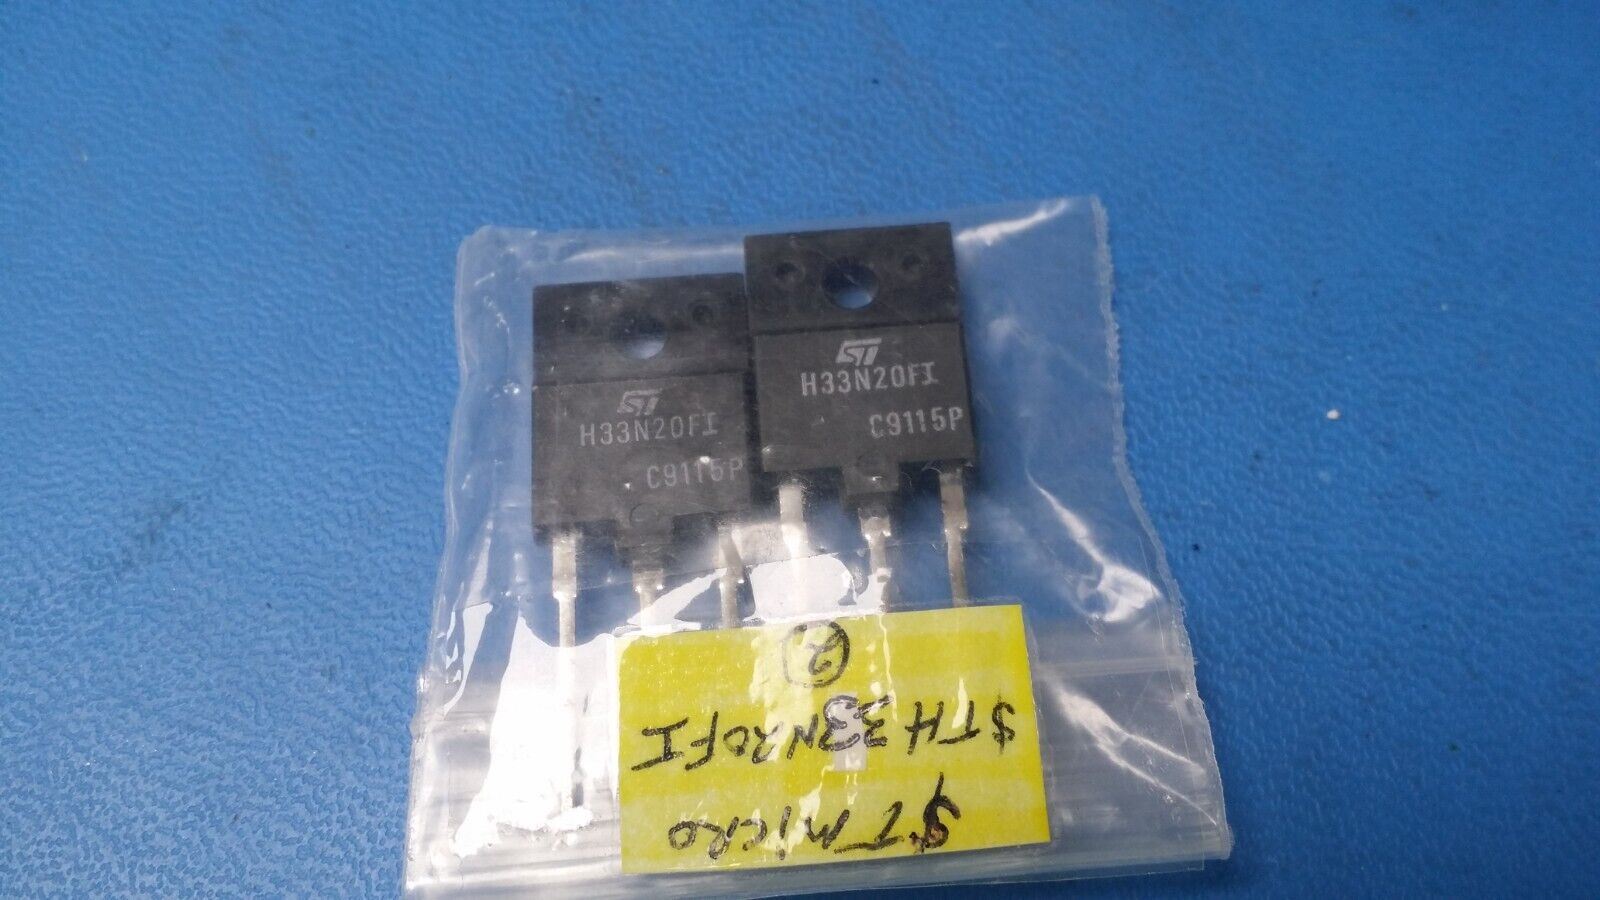 ST
H33N20FI
C9115P
ST
H33N20FI
C9115P
ST MICRO
STH33N20FI
2